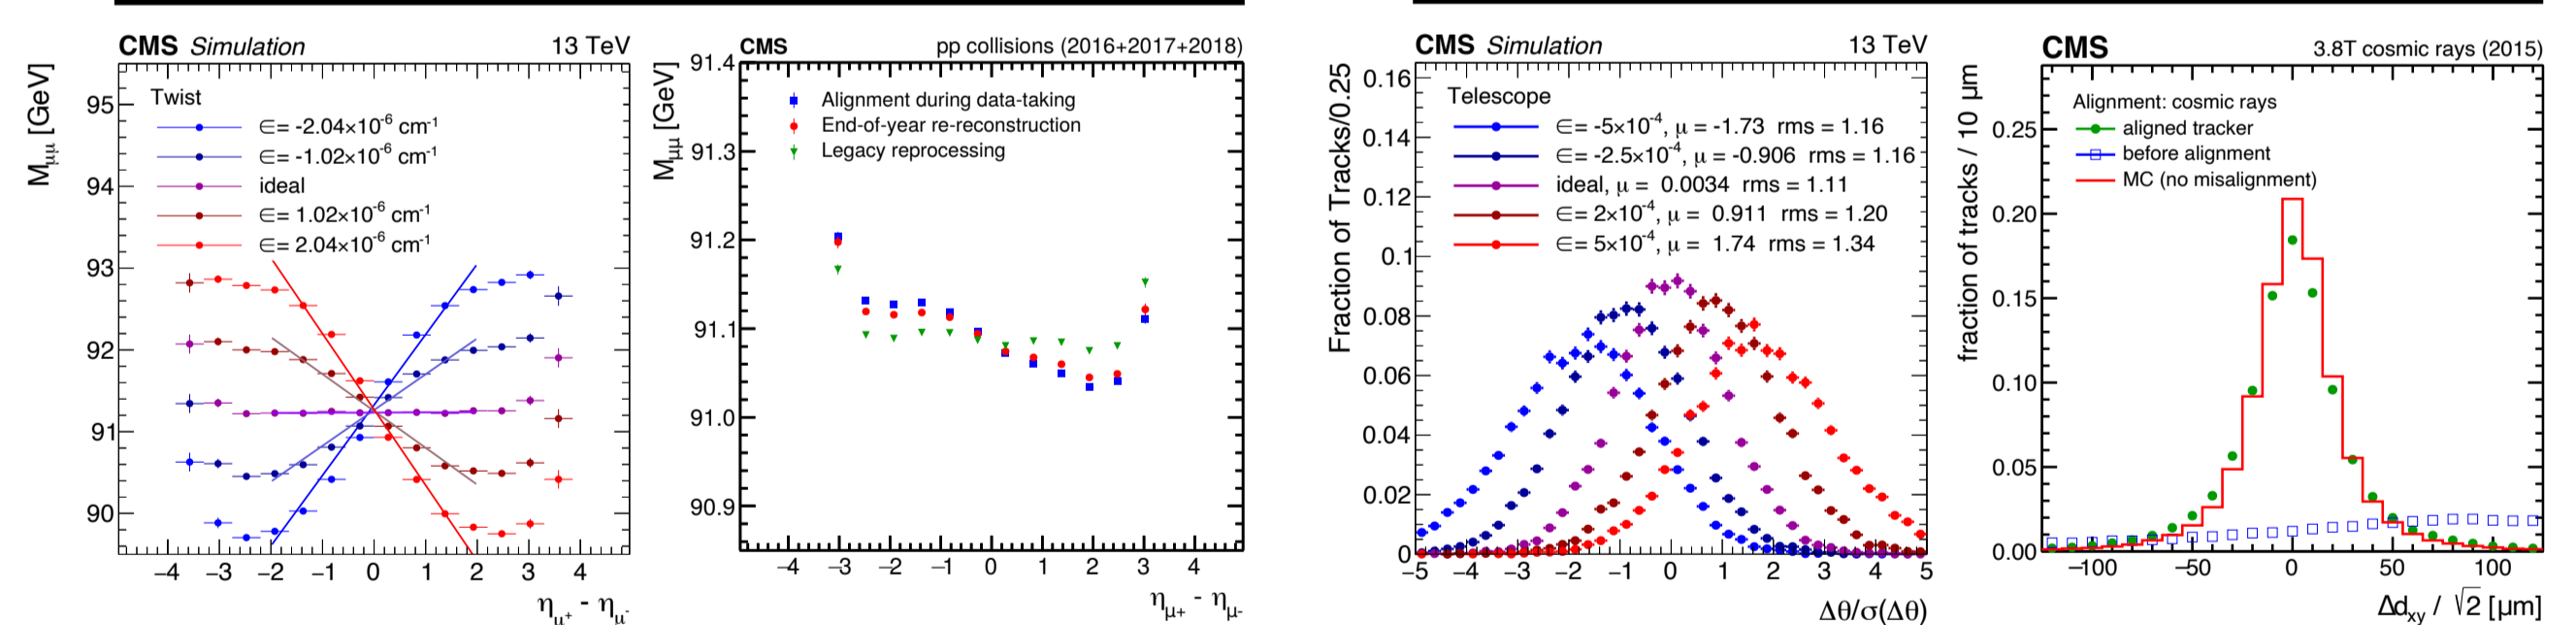 CMS Simulation 13 TeV
Mμμ [GeV]
Twist
∈= -2.04×10-6 cm-1
∈= -1.02×10-6 cm-1
ideal
∈= 1.02×10-6 cm-1
∈= 2.04×10-6 cm-1
95
94
93
92
91
90
−4 −3 −2 −1 0 1 2 3 4
ημ+ - ημ-
CMS pp collisions (2016+2017+2018)
Mμμ [GeV]
Alignment during data-taking
End-of-year re-reconstruction
Legacy reprocessing
91.4
91.3
91.2
91.1
91.0
90.9
−4 −3 −2 −1 0 1 2 3 4
ημ+ - ημ-
CMS Simulation 13 TeV
Fraction of Tracks/0.25
Telescope
∈= -5×10-4, μ = -1.73 rms = 1.16
∈= -2.5×10-4, μ = -0.906 rms = 1.16
ideal, μ = 0.0034 rms = 1.11
∈= 2×10-4, μ = 0.911 rms = 1.20
∈= 5×10-4, μ = 1.74 rms = 1.34
0.16
0.14
0.12
0.1
0.08
0.06
0.04
0.02
0
−5 −4 −3 −2 −1 0 1 2 3 4 5
Δθ/σ(Δθ)
CMS 3.8T cosmic rays (2015)
fraction of tracks / 10 μm
Alignment: cosmic rays
aligned tracker
before alignment
MC (no misalignment)
0.25
0.20
0.15
0.10
0.05
0.00
−100 −50 0 50 100
Δdxy / √2 [μm]